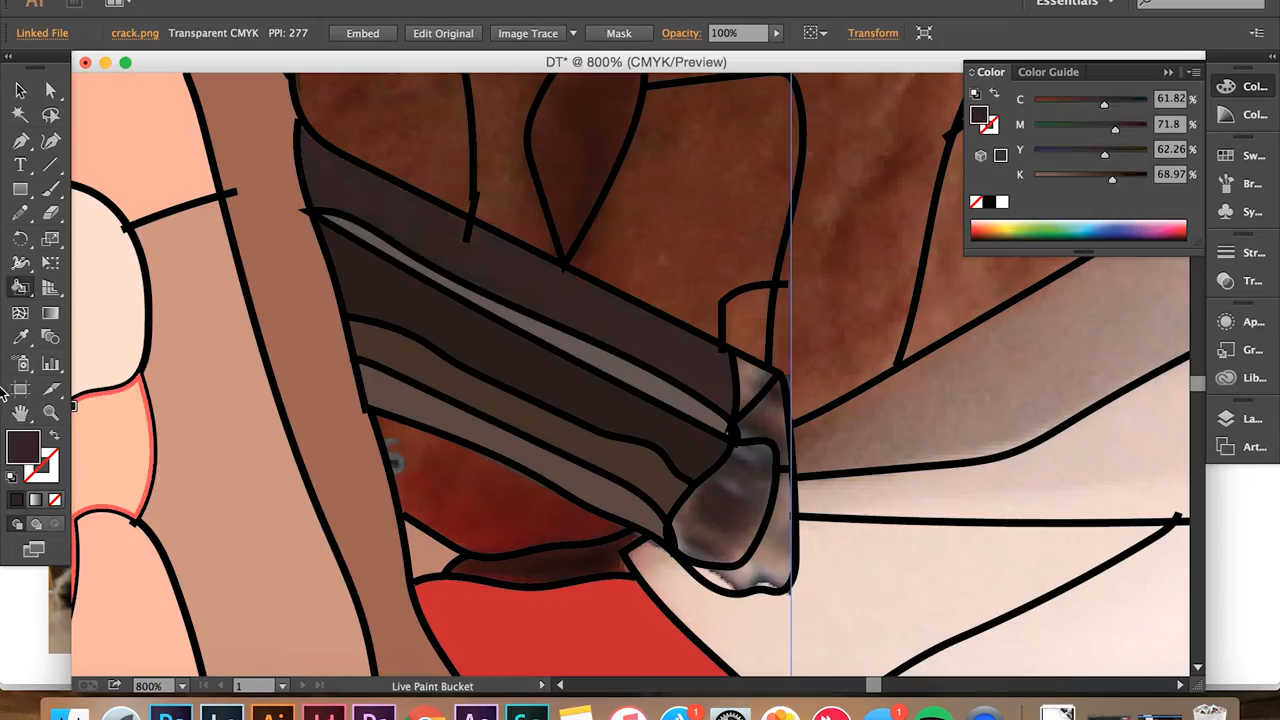 Essentials
Linked File crack.png Transparent CMYK PPI: 277 Embed Edit Original Image Trace Mask Opacity: 100% Transform
DT* @ 800% (CMYK/Preview)
Color Color Guide
C 61.82 %
M 71.8 %
Y 62.26 %
K 68.97 %
Col...
Col...
Sw...
Br...
Sy...
Str...
Tr...
Ap...
Gr...
Lib...
La...
Art...
T
800% 1 Live Paint Bucket
1 1